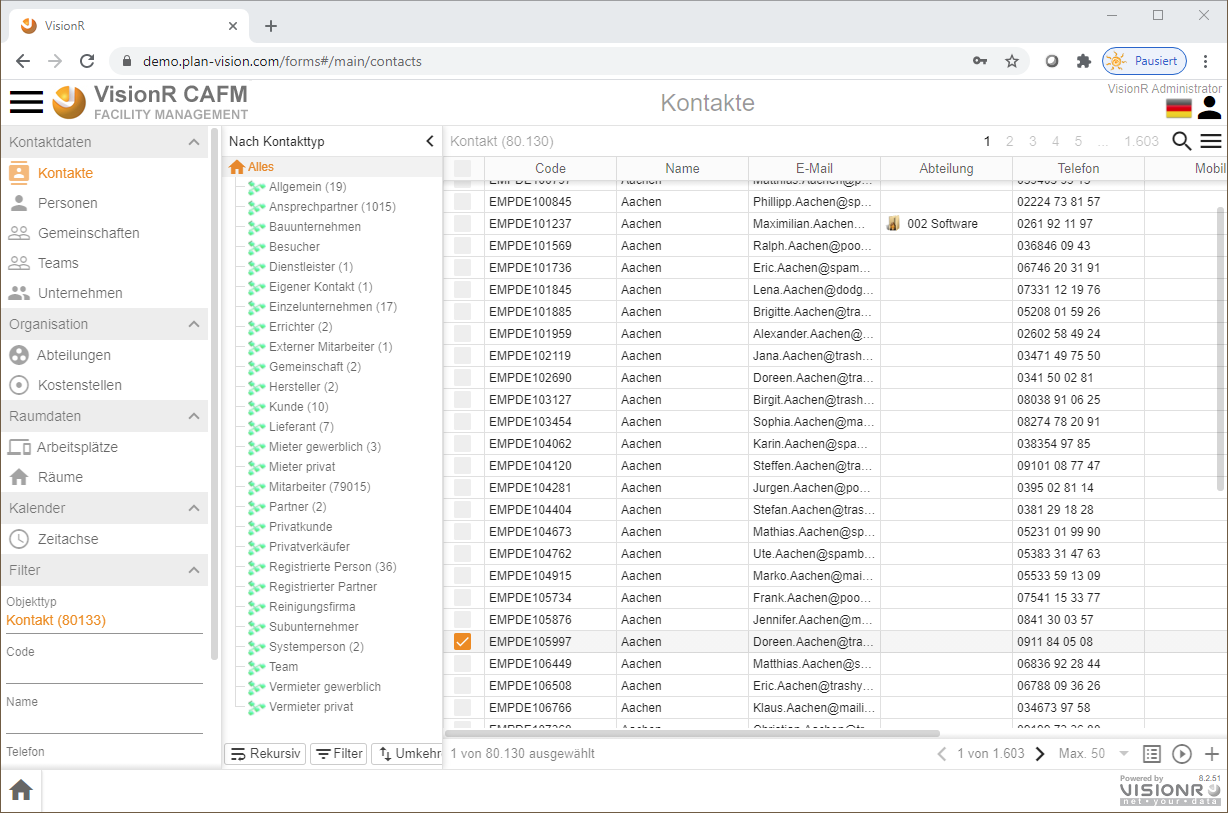 VisionR
demo.plan-vision.com/forms#/main/contacts
Pausiert
VisionR CAFM
FACILITY MANAGEMENT
Kontakte
VisionR Administrator
Kontaktdaten
Kontakte
Personen
Gemeinschaften
Teams
Unternehmen
Organisation
Abteilungen
Kostenstellen
Raumdaten
Arbeitsplätze
Räume
Kalender
Zeitachse
Filter
Objekttyp
Kontakt (80133)
Code
Name
Telefon
Nach Kontakttyp
Alles
Allgemein (19)
Ansprechpartner (1015)
Bauunternehmen
Besucher
Dienstleister (1)
Eigener Kontakt (1)
Einzelunternehmen (17)
Errichter (2)
Externer Mitarbeiter (1)
Gemeinschaft (2)
Hersteller (2)
Kunde (10)
Lieferant (7)
Mieter gewerblich (3)
Mieter privat
Mitarbeiter (79015)
Partner (2)
Privatkunde
Privatverkäufer
Registrierte Person (36)
Registrierter Partner
Reinigungsfirma
Subunternehmer
Systemperson (2)
Team
Vermieter gewerblich
Vermieter privat
Rekursiv Filter Umkehr
Kontakt (80.130) 1 2 3 4 5 ... 1.603
Code Name E-Mail Abteilung Telefon Mobil
EMPDE100845 Aachen Phillipp.Aachen@sp... 02224 73 81 57
EMPDE101237 Aachen Maximilian.Aachen... 002 Software 0261 92 11 97
EMPDE101569 Aachen Ralph.Aachen@poo... 036846 09 43
EMPDE101736 Aachen Eric.Aachen@spam... 06746 20 31 91
EMPDE101845 Aachen Lena.Aachen@dodg... 07331 12 19 76
EMPDE101885 Aachen Brigitte.Aachen@tra... 05208 01 59 26
EMPDE101959 Aachen Alexander.Aachen@... 02602 58 49 24
EMPDE102119 Aachen Jana.Aachen@trash... 03471 49 75 50
EMPDE102690 Aachen Doreen.Aachen@tra... 0341 50 02 81
EMPDE103127 Aachen Birgit.Aachen@trash... 08038 91 06 25
EMPDE103454 Aachen Sophia.Aachen@ma... 08274 78 20 91
EMPDE104062 Aachen Karin.Aachen@spa... 038354 97 85
EMPDE104120 Aachen Steffen.Aachen@tra... 09101 08 77 47
EMPDE104281 Aachen Jurgen.Aachen@po... 0395 02 81 14
EMPDE104404 Aachen Stefan.Aachen@tras... 0381 29 18 28
EMPDE104673 Aachen Mathias.Aachen@sp... 05231 01 99 90
EMPDE104762 Aachen Ute.Aachen@spamb... 05383 31 47 63
EMPDE104915 Aachen Marko.Aachen@mai... 05533 59 13 09
EMPDE105734 Aachen Frank.Aachen@poo... 07541 15 33 77
EMPDE105876 Aachen Jennifer.Aachen@m... 0841 30 03 57
EMPDE105997 Aachen Doreen.Aachen@tra... 0911 84 05 08
EMPDE106449 Aachen Matthias.Aachen@s... 06836 92 28 44
EMPDE106508 Aachen Eric.Aachen@trashy... 06788 09 36 26
EMPDE106766 Aachen Klaus.Aachen@maili... 034673 97 58
1 von 80.130 ausgewählt 1 von 1.603 Max. 50
Powered by 8.2.51
VISIONR
net · your · data